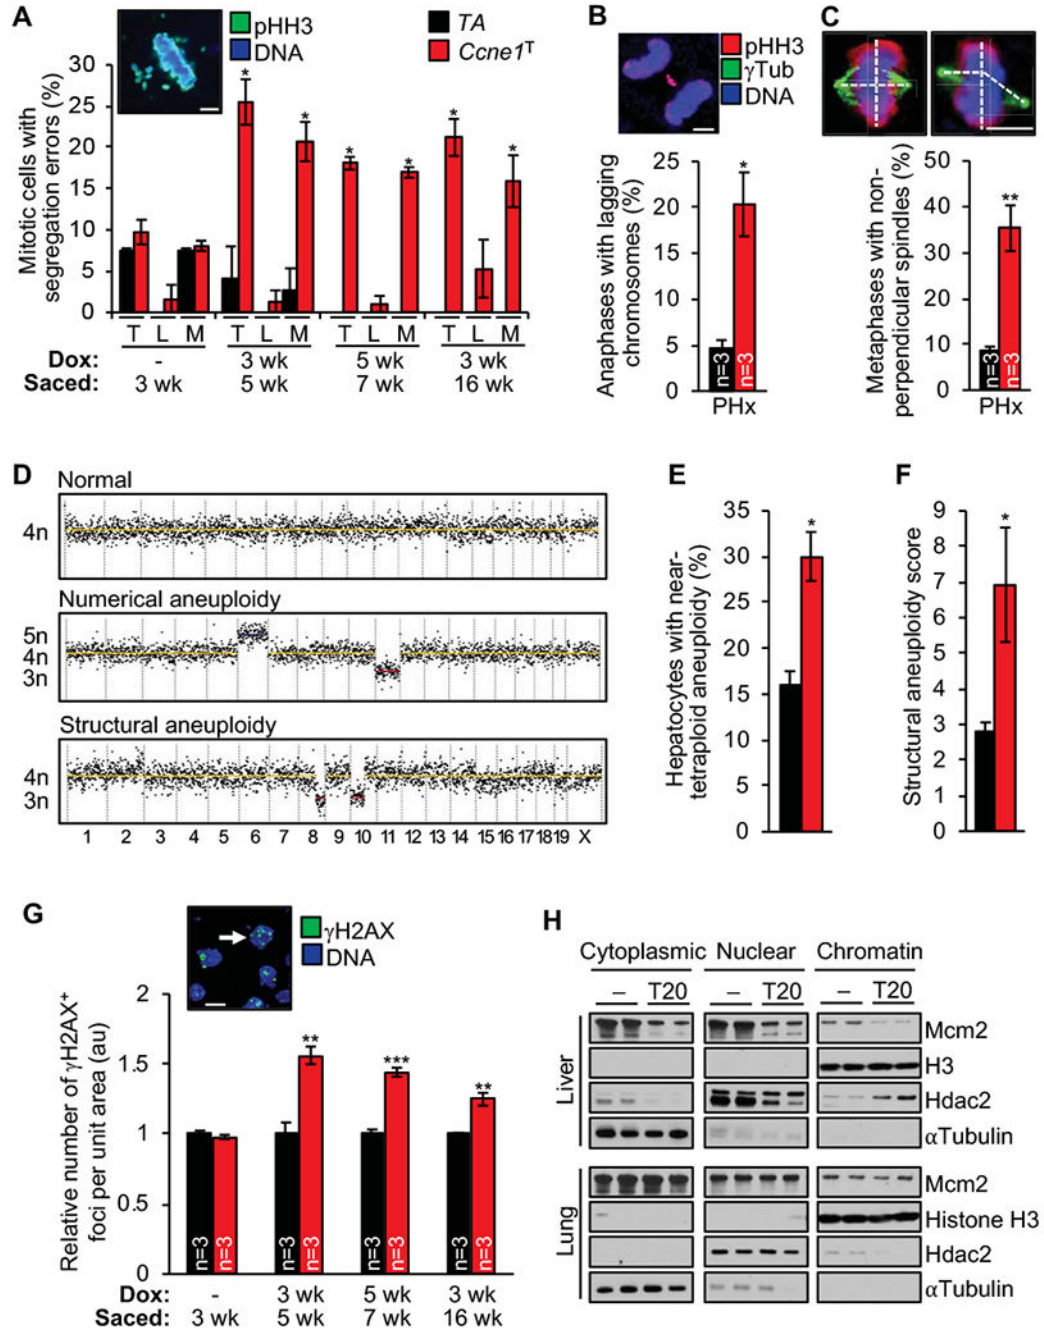 A
pHH3
DNA
TA
Ccne1ᵀ
Mitotic cells with
segregation errors (%)
30
25
20
15
10
5
0
* * * * * *
T L M T L M T L M T L M
Dox: - 3 wk 5 wk 3 wk
Saced: 3 wk 5 wk 7 wk 16 wk
B
pHH3
γTub
DNA
Anaphases with lagging
chromosomes (%)
25
20
15
10
5
0
*
n=3 n=3
PHx
C
Metaphases with non-
perpendicular spindles (%)
50
40
30
20
10
0
**
n=3 n=3
PHx
D
Normal
4n
Numerical aneuploidy
5n
4n
3n
Structural aneuploidy
4n
3n
1 2 3 4 5 6 7 8 9 10 11 12 13 14 15 16 17 18 19 X
E
Hepatocytes with near-
tetraploid aneuploidy (%)
35
30
25
20
15
10
5
0
*
F
Structural aneuploidy score
9
8
7
6
5
4
3
2
1
0
*
G
γH2AX
DNA
Relative number of γH2AX⁺
foci per unit area (au)
2
1.5
1
0.5
0
** *** **
n=3 n=3 n=3 n=3 n=3 n=3 n=3 n=3
Dox: - 3 wk 5 wk 3 wk
Saced: 3 wk 5 wk 7 wk 16 wk
H
Cytoplasmic Nuclear Chromatin
– T20 – T20 – T20
Liver
Mcm2
H3
Hdac2
αTubulin
Lung
Mcm2
Histone H3
Hdac2
αTubulin